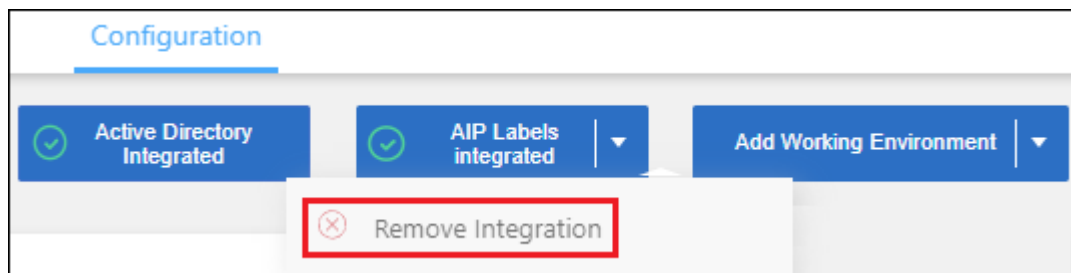 Configuration
Active Directory
Integrated
AIP Labels
integrated
Add Working Environment
Remove Integration